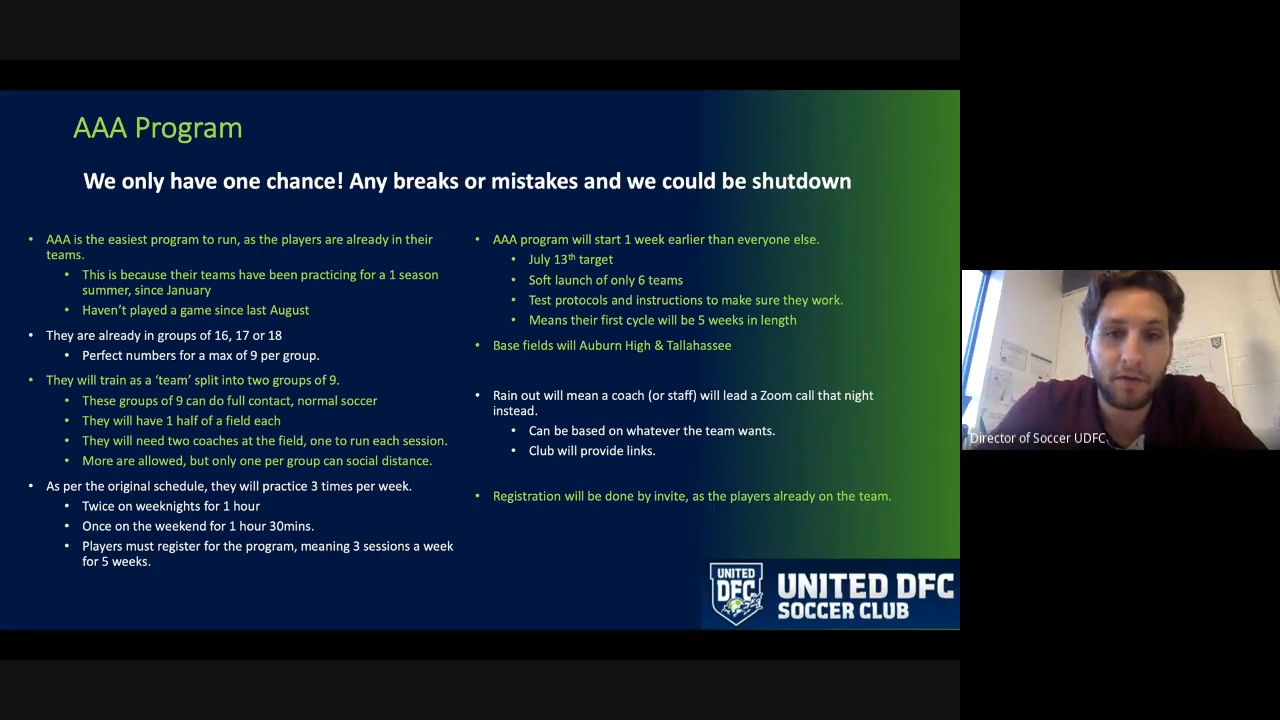 AAA Program
We only have one chance! Any breaks or mistakes and we could be shutdown
• AAA is the easiest program to run, as the players are already in their
teams.
• This is because their teams have been practicing for a 1 season
summer, since January
• Haven't played a game since last August
• They are already in groups of 16, 17 or 18
• Perfect numbers for a max of 9 per group.
• They will train as a 'team' split into two groups of 9.
• These groups of 9 can do full contact, normal soccer
• They will have 1 half of a field each
• They will need two coaches at the field, one to run each session.
• More are allowed, but only one per group can social distance.
• As per the original schedule, they will practice 3 times per week.
• Twice on weeknights for 1 hour
• Once on the weekend for 1 hour 30mins.
• Players must register for the program, meaning 3 sessions a week
for 5 weeks.
• AAA program will start 1 week earlier than everyone else.
• July 13th target
• Soft launch of only 6 teams
• Test protocols and instructions to make sure they work.
• Means their first cycle will be 5 weeks in length
• Base fields will Auburn High & Tallahassee
• Rain out will mean a coach (or staff) will lead a Zoom call that night
instead.
• Can be based on whatever the team wants.
• Club will provide links.
• Registration will be done by invite, as the players already on the team.
UNITED
DFC
UNITED DFC
SOCCER CLUB
Director of Soccer UDFC